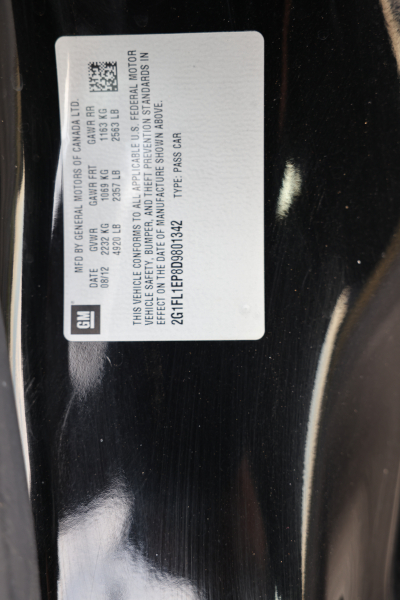 MFD BY GENERAL MOTORS OF CANADA LTD.
GM
DATE GVWR GAWR FRT GAWR RR
08/12 2232 KG 1069 KG 1163 KG
4920 LB 2357 LB 2563 LB
THIS VEHICLE CONFORMS TO ALL APPLICABLE U.S. FEDERAL MOTOR
VEHICLE SAFETY, BUMPER, AND THEFT PREVENTION STANDARDS IN
EFFECT ON THE DATE OF MANUFACTURE SHOWN ABOVE.
2G1FL1EP8D9801342 TYPE: PASS CAR